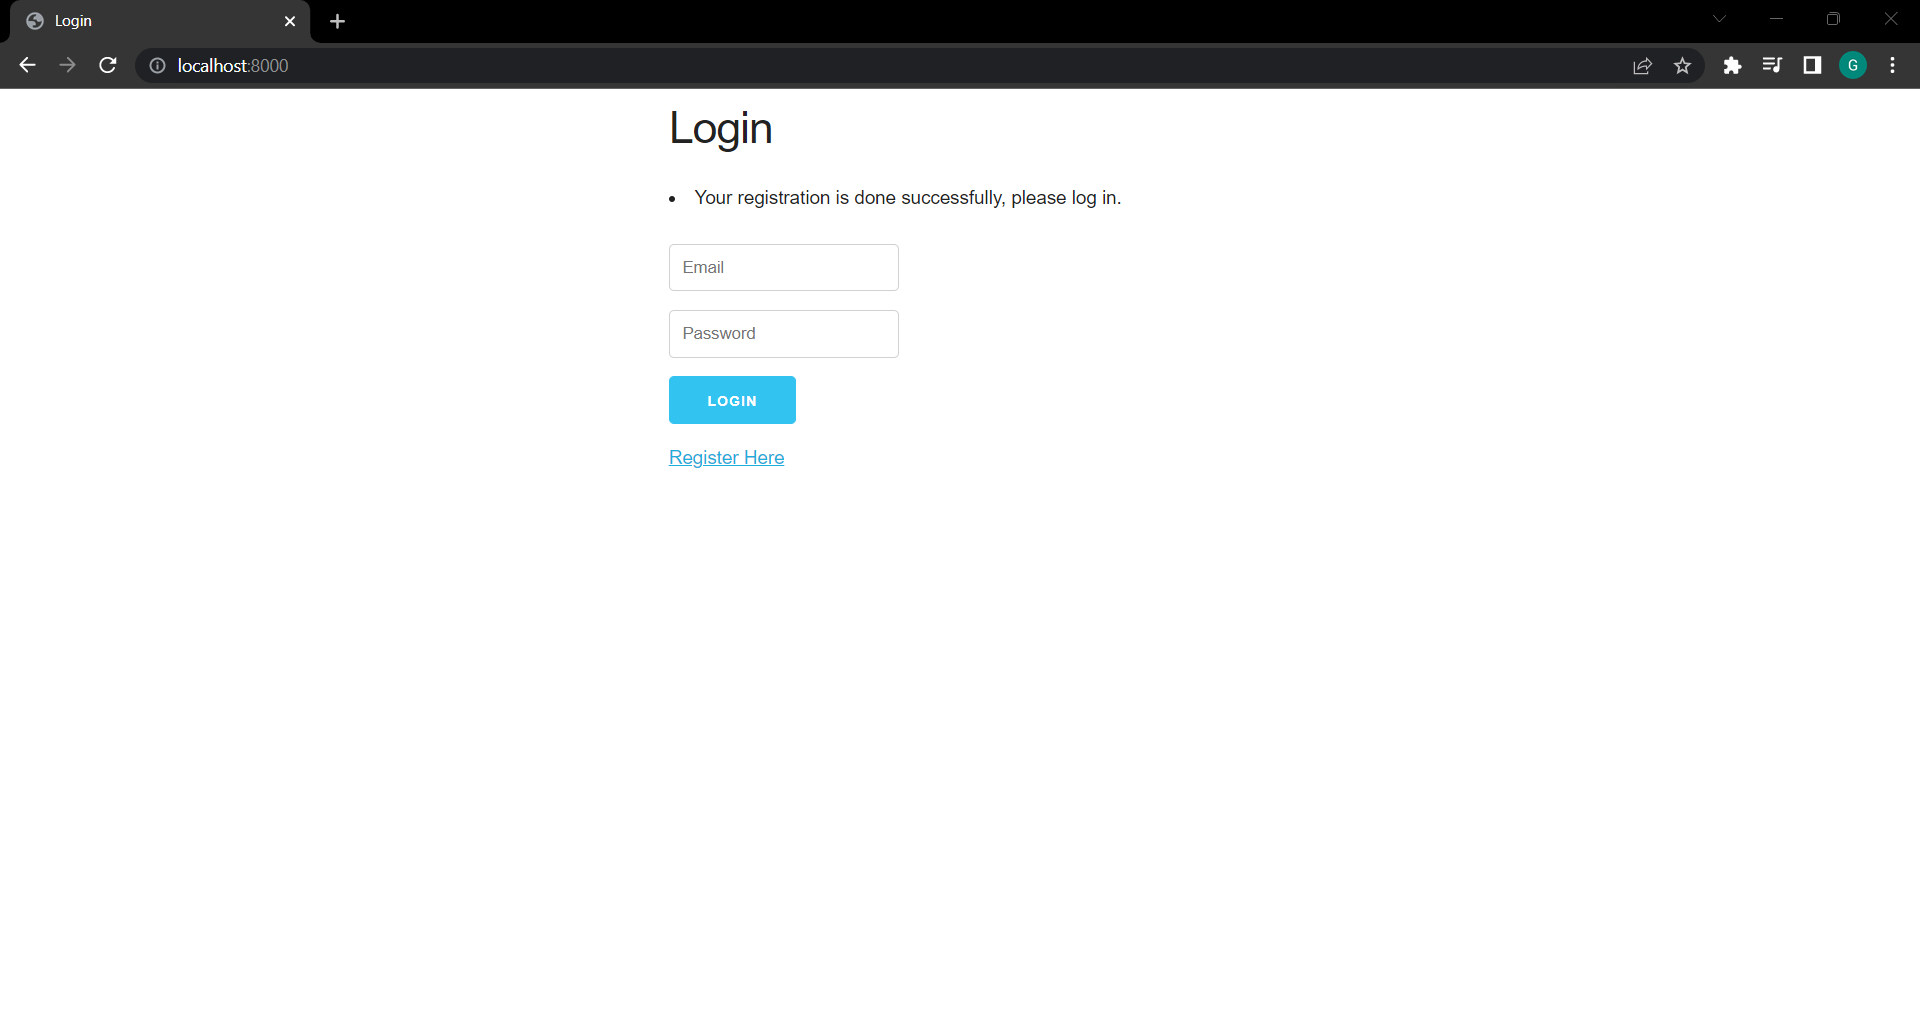 Login
localhost:8000
G
Login
Your registration is done successfully, please log in.
Email
Password
LOGIN
Register Here